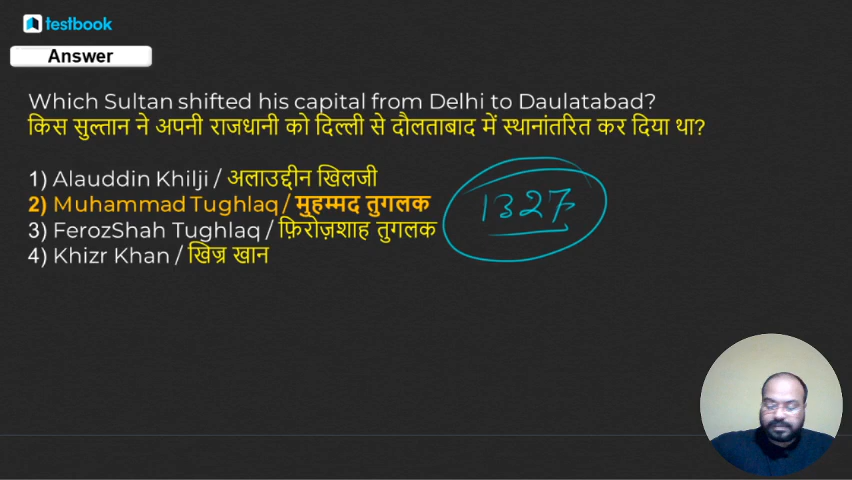 testbook
Answer
Which Sultan shifted his capital from Delhi to Daulatabad?
किस सुल्तान ने अपनी राजधानी को दिल्ली से दौलताबाद में स्थानांतरित कर दिया था?
1) Alauddin Khilji / अलाउद्दीन खिलजी
2) Muhammad Tughlaq / मुहम्मद तुगलक
1327
3) FerozShah Tughlaq / फ़िरोज़शाह तुगलक
4) Khizr Khan / खिज्र खान